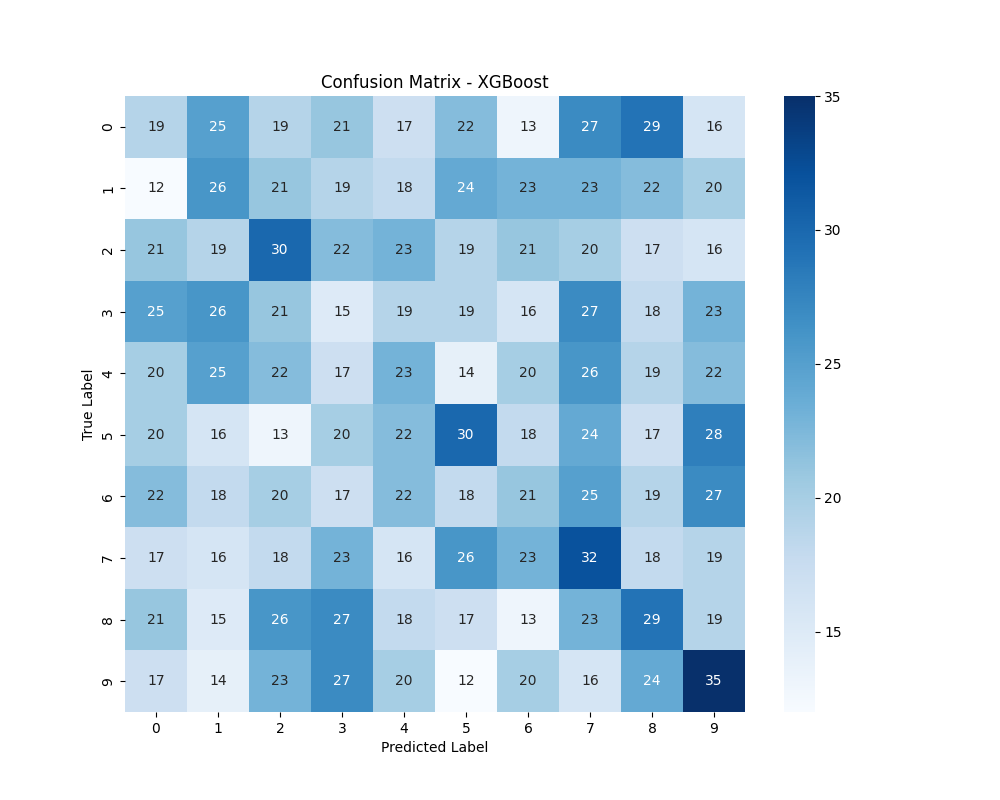 Confusion Matrix - XGBoost
0 19 25 19 21 17 22 13 27 29 16
1 12 26 21 19 18 24 23 23 22 20
2 21 19 30 22 23 19 21 20 17 16
3 25 26 21 15 19 19 16 27 18 23
4 20 25 22 17 23 14 20 26 19 22
5 20 16 13 20 22 30 18 24 17 28
6 22 18 20 17 22 18 21 25 19 27
7 17 16 18 23 16 26 23 32 18 19
8 21 15 26 27 18 17 13 23 29 19
9 17 14 23 27 20 12 20 16 24 35
0 1 2 3 4 5 6 7 8 9
Predicted Label
True Label
35
30
25
20
15